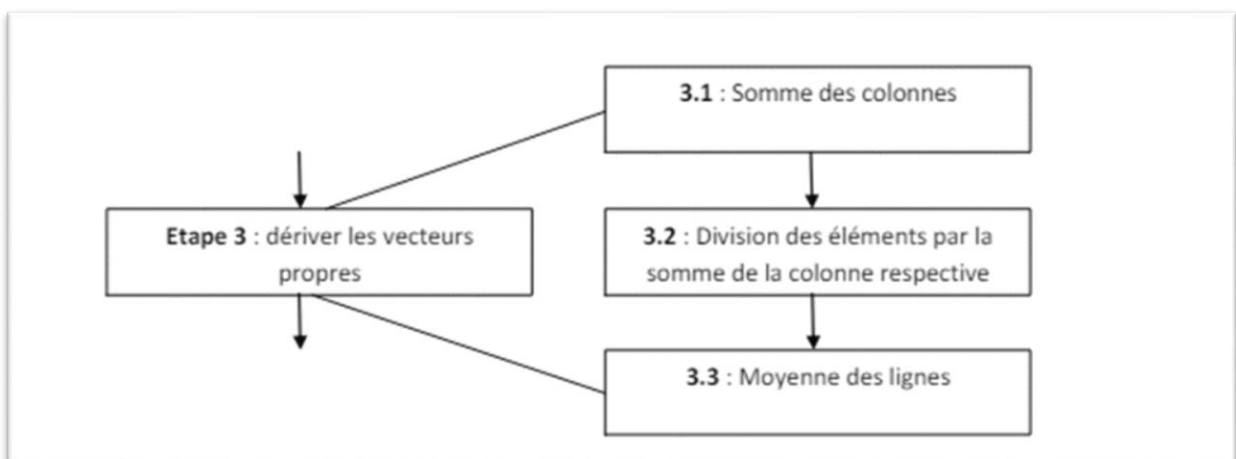 3.1 : Somme des colonnes
Etape 3 : dériver les vecteurs
propres
3.2 : Division des éléments par la
somme de la colonne respective
3.3 : Moyenne des lignes